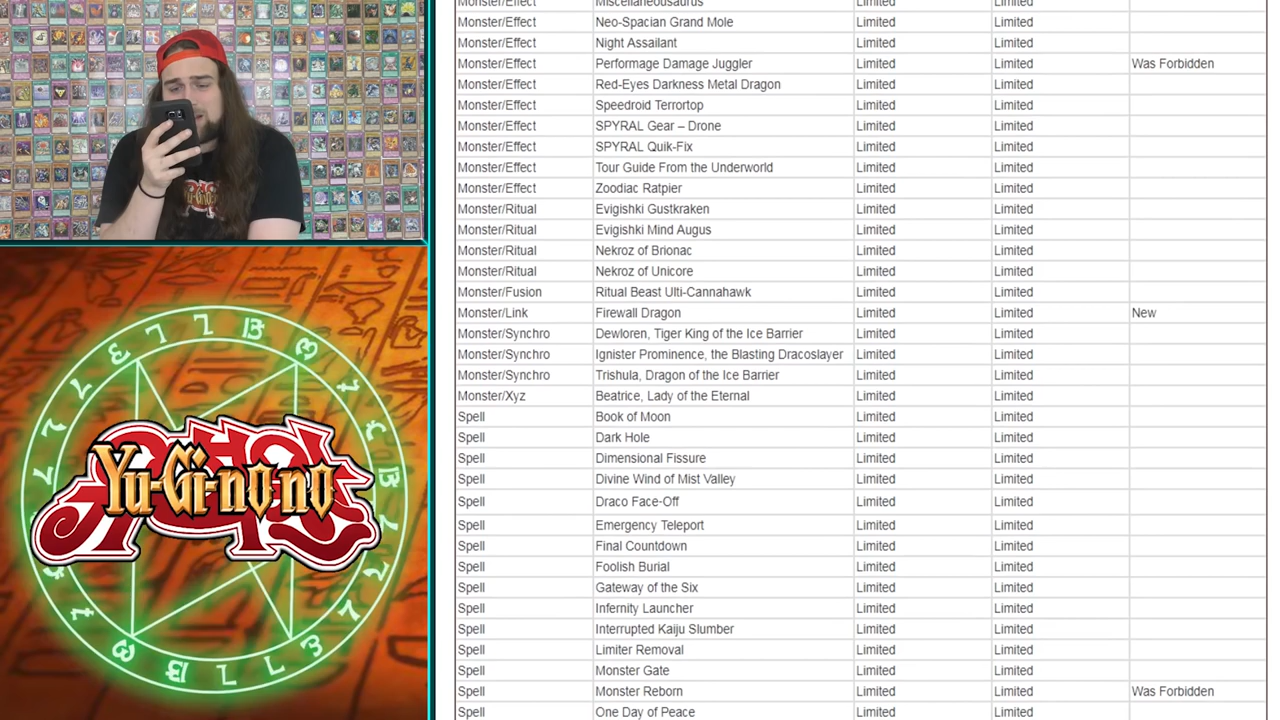 Monster/Effect Miscellaneousaurus Limited Limited
Monster/Effect Neo-Spacian Grand Mole Limited Limited
Monster/Effect Night Assailant Limited Limited
Monster/Effect Performage Damage Juggler Limited Limited Was Forbidden
Monster/Effect Red-Eyes Darkness Metal Dragon Limited Limited
Monster/Effect Speedroid Terrortop Limited Limited
Monster/Effect SPYRAL Gear – Drone Limited Limited
Monster/Effect SPYRAL Quik-Fix Limited Limited
Monster/Effect Tour Guide From the Underworld Limited Limited
Monster/Effect Zoodiac Ratpier Limited Limited
Monster/Ritual Evigishki Gustkraken Limited Limited
Monster/Ritual Evigishki Mind Augus Limited Limited
Monster/Ritual Nekroz of Brionac Limited Limited
Monster/Ritual Nekroz of Unicore Limited Limited
Monster/Fusion Ritual Beast Ulti-Cannahawk Limited Limited
Monster/Link Firewall Dragon Limited Limited New
Monster/Synchro Dewloren, Tiger King of the Ice Barrier Limited Limited
Monster/Synchro Ignister Prominence, the Blasting Dracoslayer Limited Limited
Monster/Synchro Trishula, Dragon of the Ice Barrier Limited Limited
Monster/Xyz Beatrice, Lady of the Eternal Limited Limited
Spell Book of Moon Limited Limited
Spell Dark Hole Limited Limited
Spell Dimensional Fissure Limited Limited
Spell Divine Wind of Mist Valley Limited Limited
Spell Draco Face-Off Limited Limited
Spell Emergency Teleport Limited Limited
Spell Final Countdown Limited Limited
Spell Foolish Burial Limited Limited
Spell Gateway of the Six Limited Limited
Spell Infernity Launcher Limited Limited
Spell Interrupted Kaiju Slumber Limited Limited
Spell Limiter Removal Limited Limited
Spell Monster Gate Limited Limited
Spell Monster Reborn Limited Limited Was Forbidden
Spell One Day of Peace Limited Limited
Yu-Gi-no no